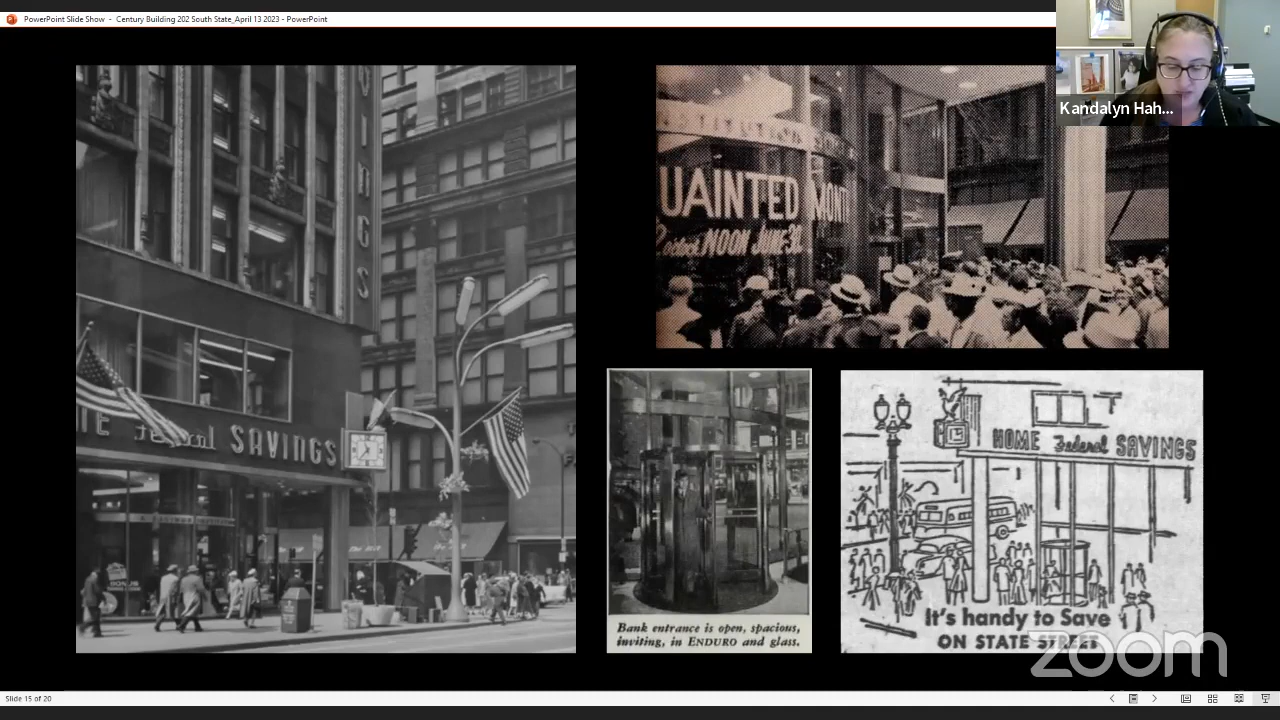 PowerPoint Slide Show - Century Building 202 South State_April 13 2023 - PowerPoint
Kandalyn Hah...
VINGS
Federal SAVINGS
UAINTED MONT
NOON JUNE 30
Bank entrance is open, spacious,
inviting, in ENDURO and glass.
HOME Federal SAVINGS
It's handy to Save
ON STATE STREET
zoom
Slide 15 of 20